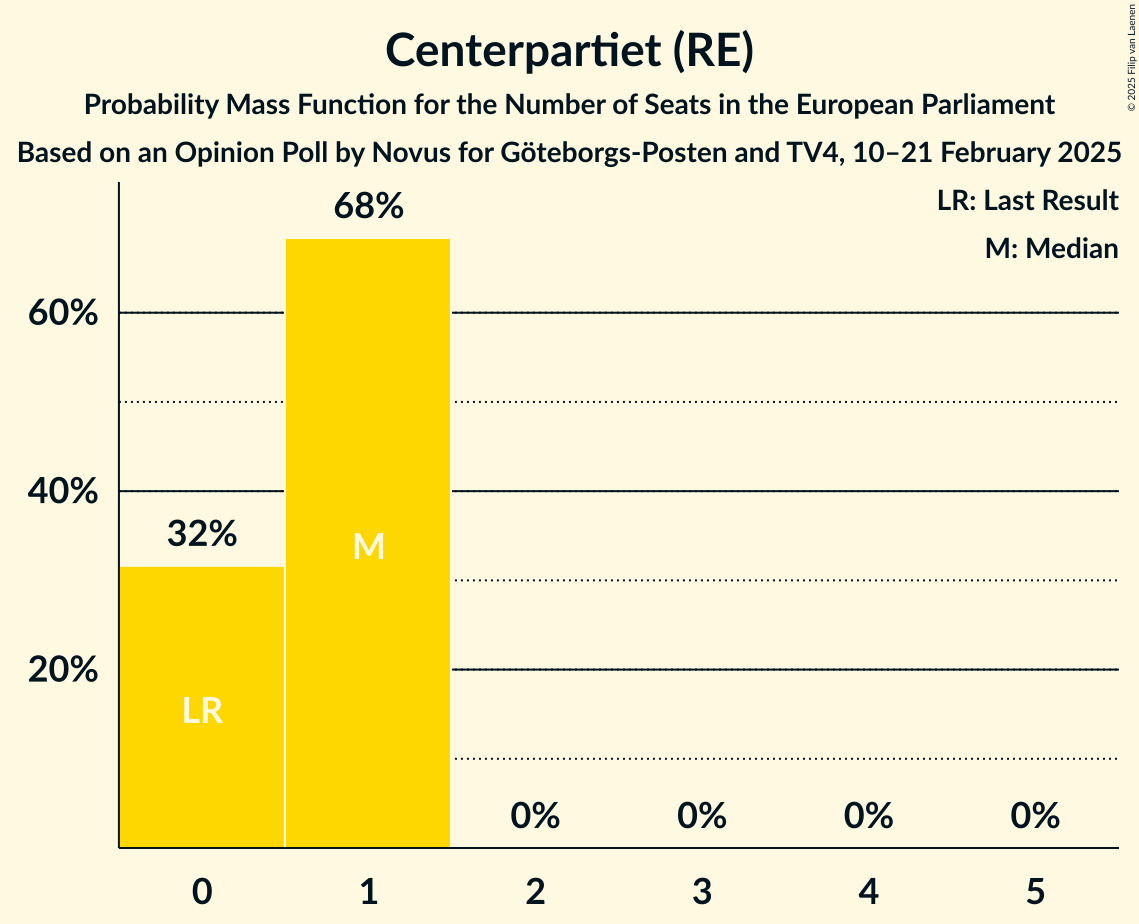 Centerpartiet (RE)
Probability Mass Function for the Number of Seats in the European Parliament
Based on an Opinion Poll by Novus for Göteborgs-Posten and TV4, 10–21 February 2025
© 2025 Filip van Laenen
LR: Last Result
M: Median
68%
60%
40%
32%
M
20%
LR
0% 0% 0% 0%
0 1 2 3 4 5